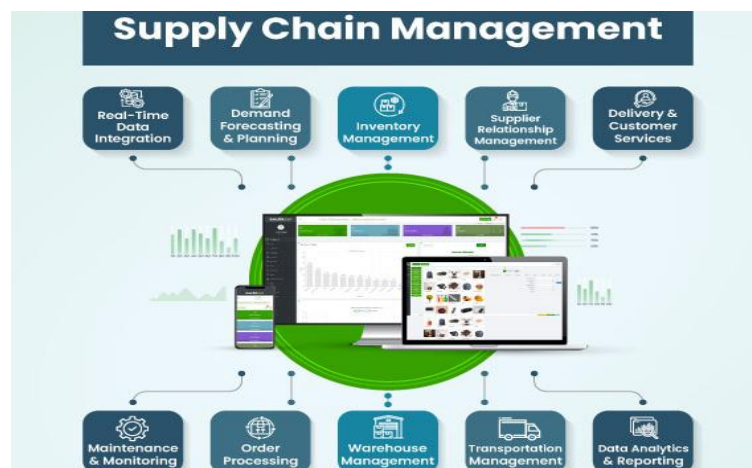 Supply Chain Management
Real-Time
Data
Integration
Demand
Forecasting
& Planning
Inventory
Management
Supplier
Relationship
Management
Delivery &
Customer
Services
Maintenance
& Monitoring
Order
Processing
Warehouse
Management
Transportation
Management
Data Analytics
& Reporting